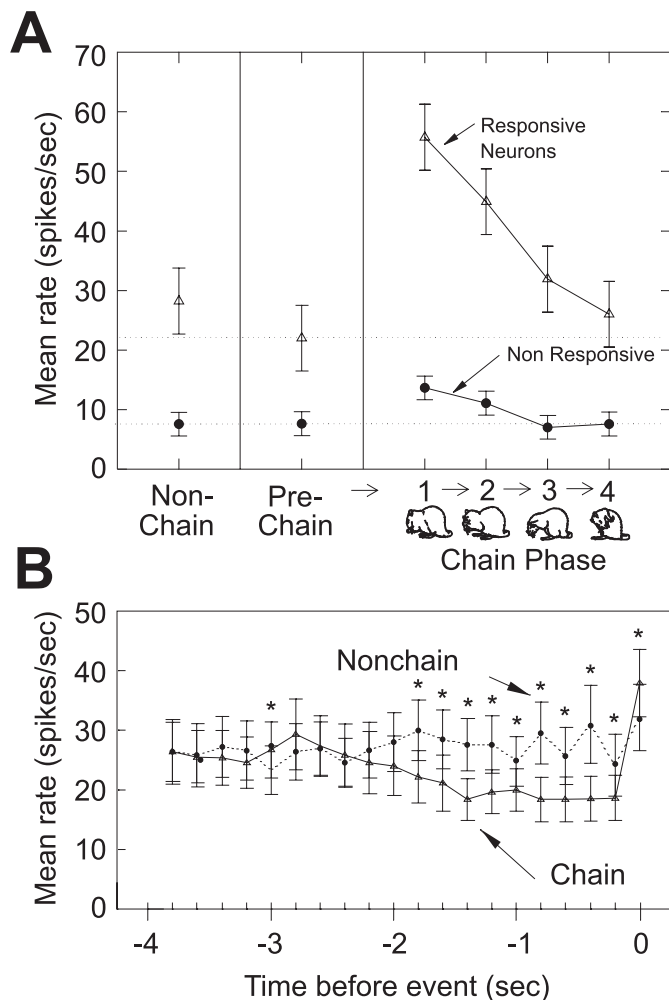 A
Mean rate (spikes/sec)
70
60
50
40
30
20
10
0
Responsive
Neurons
Non Responsive
Non-
Chain
Pre-
Chain
→ 1 → 2 → 3 → 4
Chain Phase
B
Mean rate (spikes/sec)
50
40
30
20
10
0
Nonchain
* * * * * * * * * * *
Chain
-4 -3 -2 -1 0
Time before event (sec)